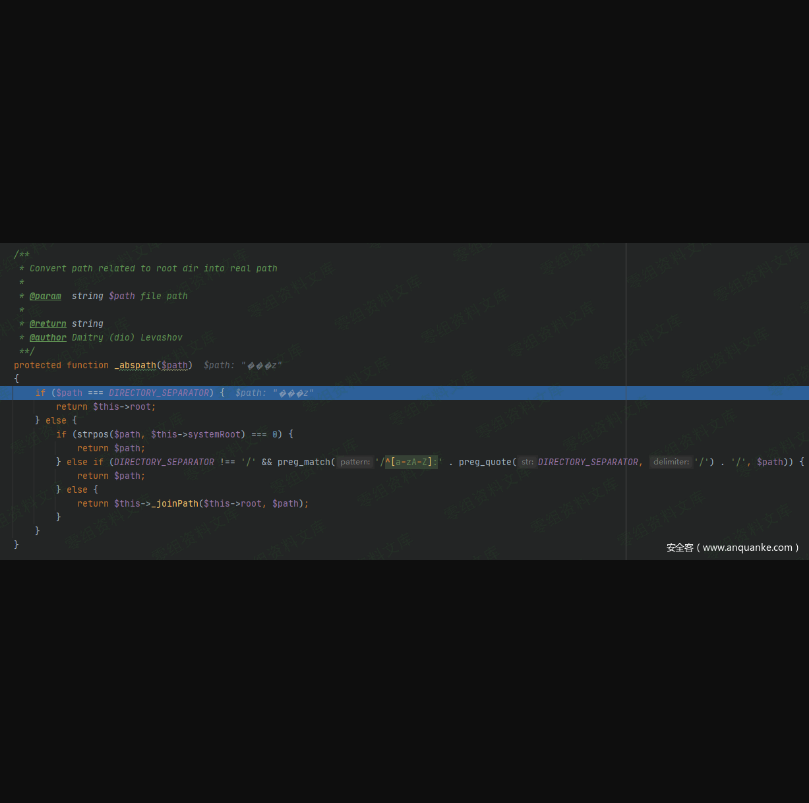 /**
 * Convert path related to root dir into real path
 *
 * @param  string $path file path
 *
 * @return string
 * @author Dmitry (dio) Levashov
 **/
protected function _abspath($path)  $path: "���z"
{
    if ($path === DIRECTORY_SEPARATOR) {  $path: "���z"
        return $this->root;
    } else {
        if (strpos($path, $this->systemRoot) === 0) {
            return $path;
        } else if (DIRECTORY_SEPARATOR !== '/' && preg_match( pattern: '/^[a-zA-Z]:' . preg_quote( str: DIRECTORY_SEPARATOR, delimiter: '/') . '/', $path)) {
            return $path;
        } else {
            return $this->_joinPath($this->root, $path);
        }
    }
}
安全客 ( www.anquanke.com )